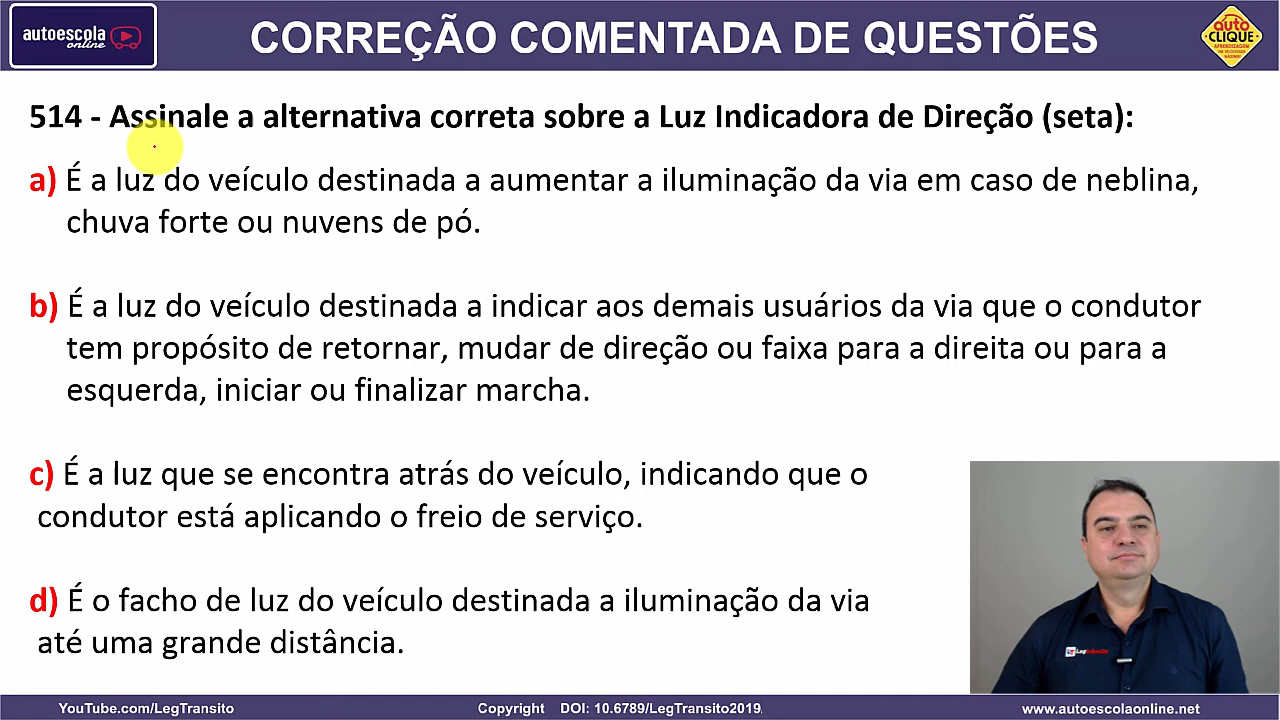 autoescola
online
CORREÇÃO COMENTADA DE QUESTÕES
auto
CLIQUE
APRENDIZAGEM
EM VELOCIDADE
MÁXIMA!
514 - Assinale a alternativa correta sobre a Luz Indicadora de Direção (seta):
a) É a luz do veículo destinada a aumentar a iluminação da via em caso de neblina,
chuva forte ou nuvens de pó.
b) É a luz do veículo destinada a indicar aos demais usuários da via que o condutor
tem propósito de retornar, mudar de direção ou faixa para a direita ou para a
esquerda, iniciar ou finalizar marcha.
c) É a luz que se encontra atrás do veículo, indicando que o
condutor está aplicando o freio de serviço.
d) É o facho de luz do veículo destinada a iluminação da via
até uma grande distância.
YouTube.com/LegTransito
Copyright DOI: 10.6789/LegTransito2019.
www.autoescolaonline.net